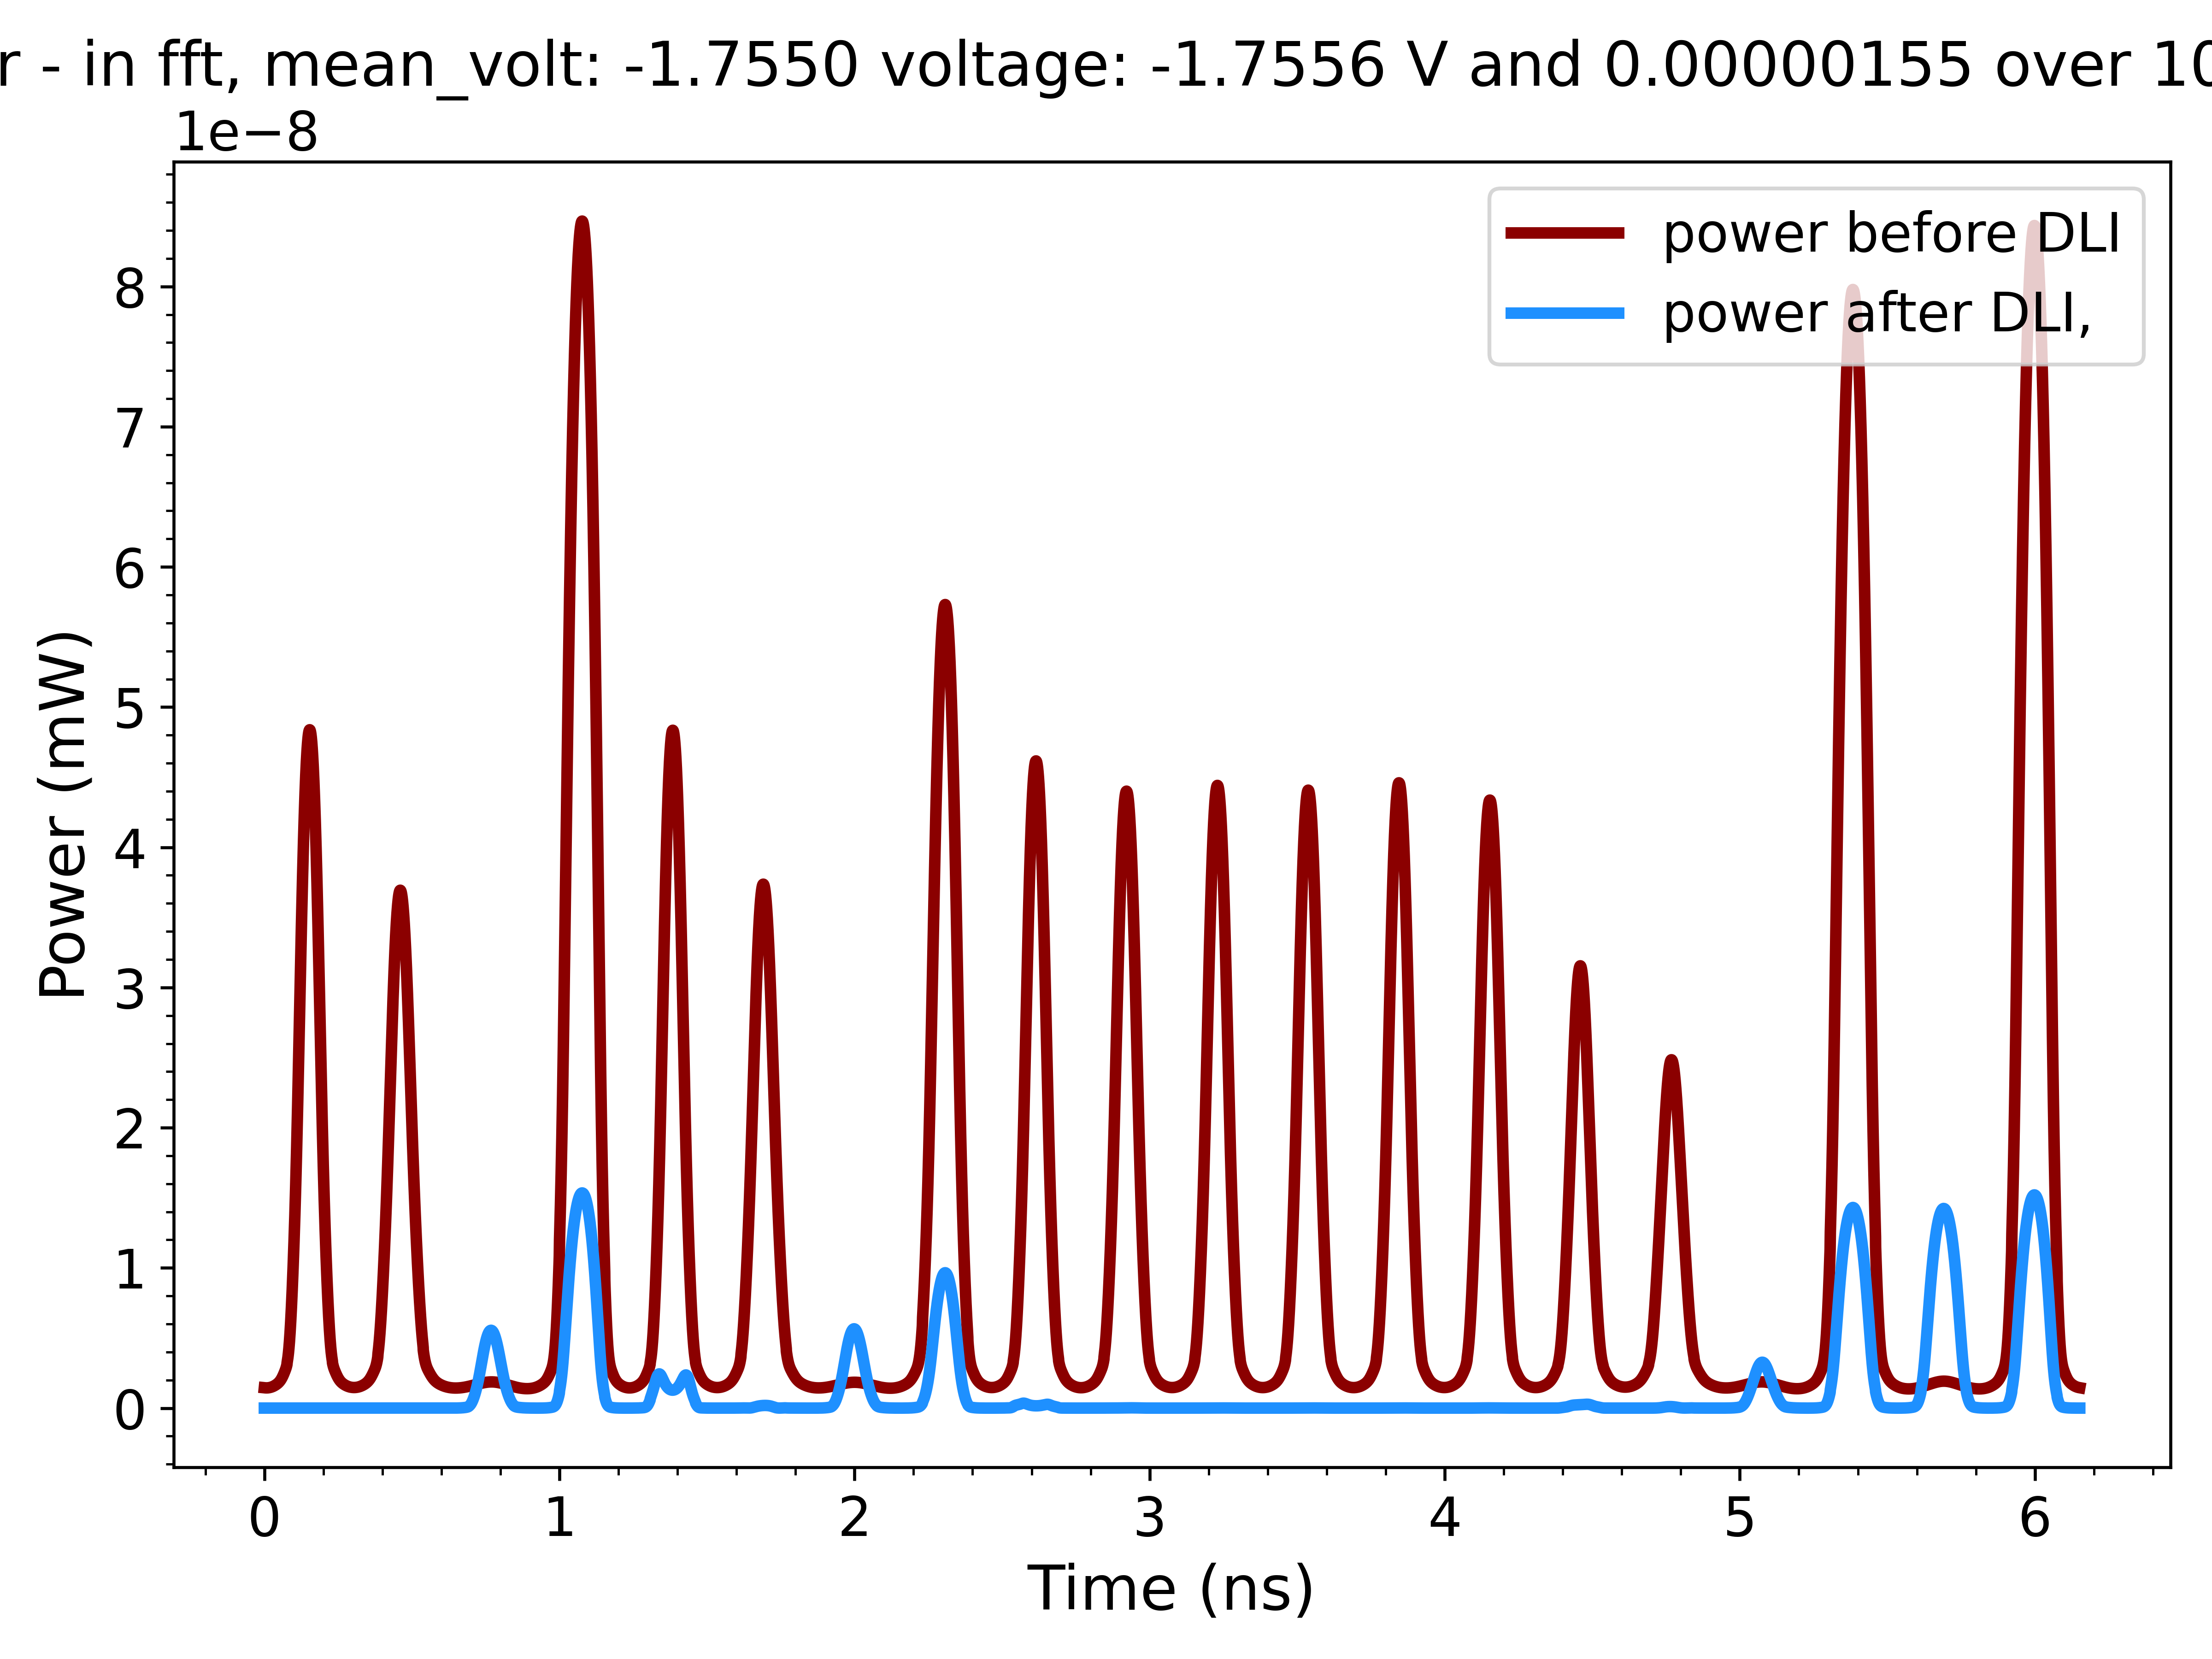 r - in fft, mean_volt: -1.7550 voltage: -1.7556 V and 0.00000155 over 10
1e−8
power before DLI
power after DLI,
8
7
6
5
4
3
2
1
0
Power (mW)
0 1 2 3 4 5 6
Time (ns)